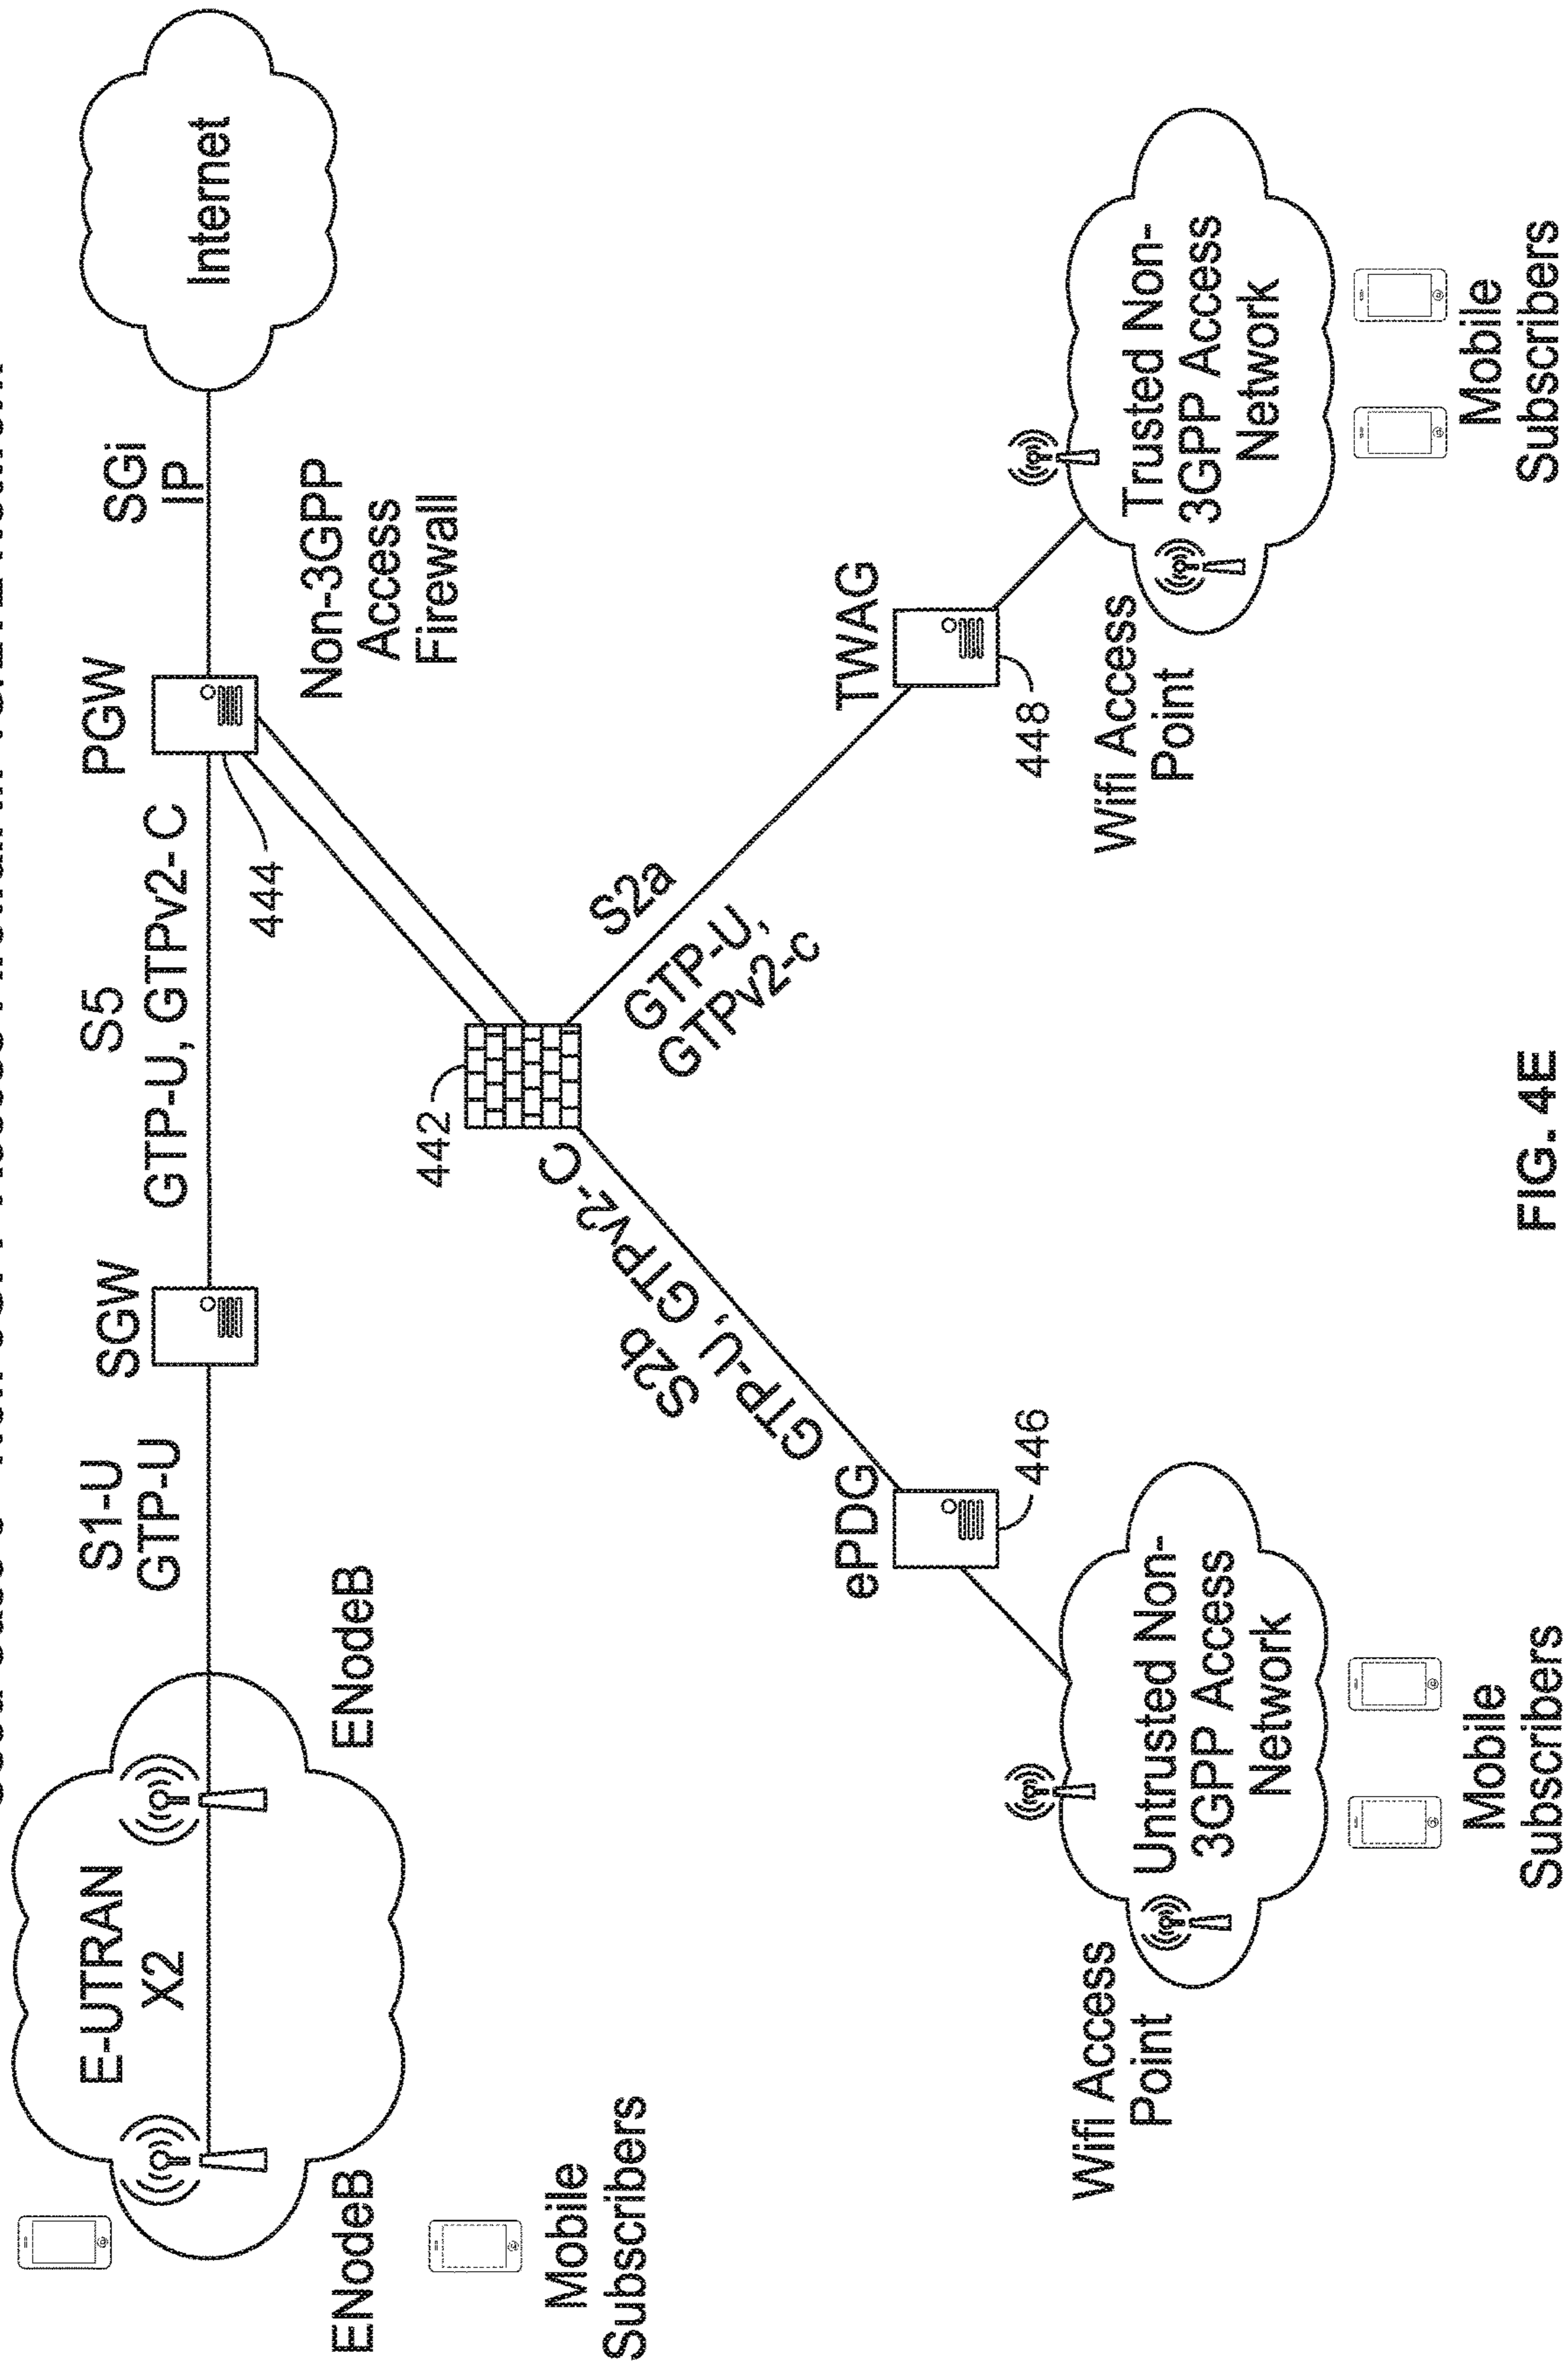 E-UTRAN
X2
ENodeB
ENodeB
Mobile
Subscribers
S1-U
GTP-U
SGW
S5
GTP-U, GTPv2- C
PGW
444
SGi
IP
Internet
Non-3GPP
Access
Firewall
442
S2b
GTP-U, GTPv2- C
S2a
GTP-U,
GTPv2-c
ePDG
446
TWAG
448
Wifi Access
Point
Untrusted Non-
3GPP Access
Network
Mobile
Subscribers
Wifi Access
Point
Trusted Non-
3GPP Access
Network
Mobile
Subscribers
FIG. 4E